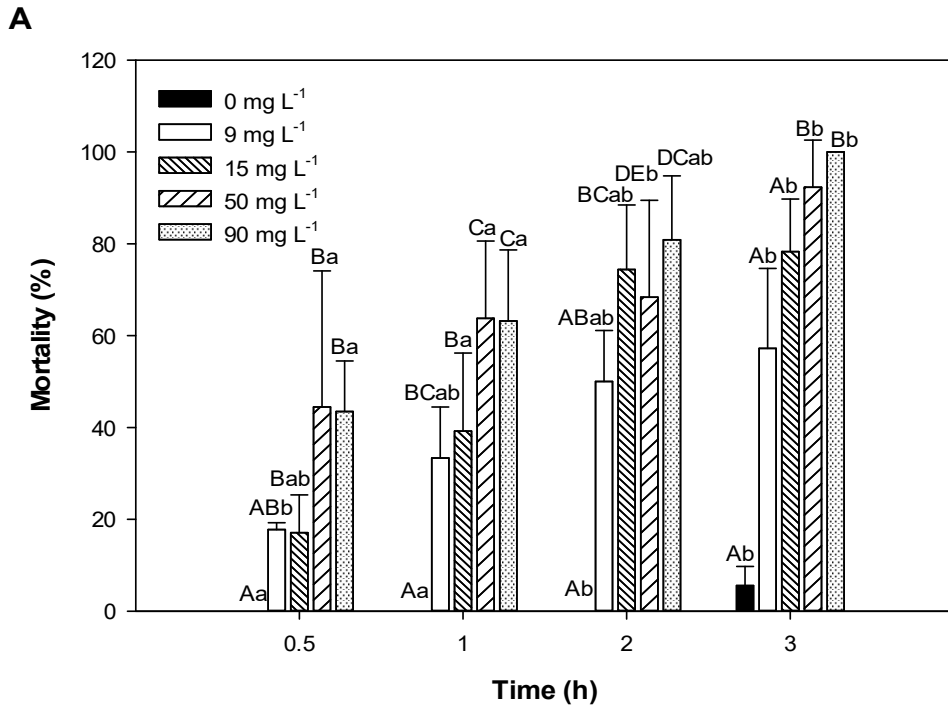 A
120
100
80
60
40
20
0
Mortality (%)
0 mg L⁻¹
9 mg L⁻¹
15 mg L⁻¹
50 mg L⁻¹
90 mg L⁻¹
Aa
ABb
Bab
Ba
Ba
Aa
BCab
Ba
Ca
Ca
Ab
ABab
BCab
DEb
DCab
Ab
Ab
Ab
Bb
Bb
0.5
1
2
3
Time (h)